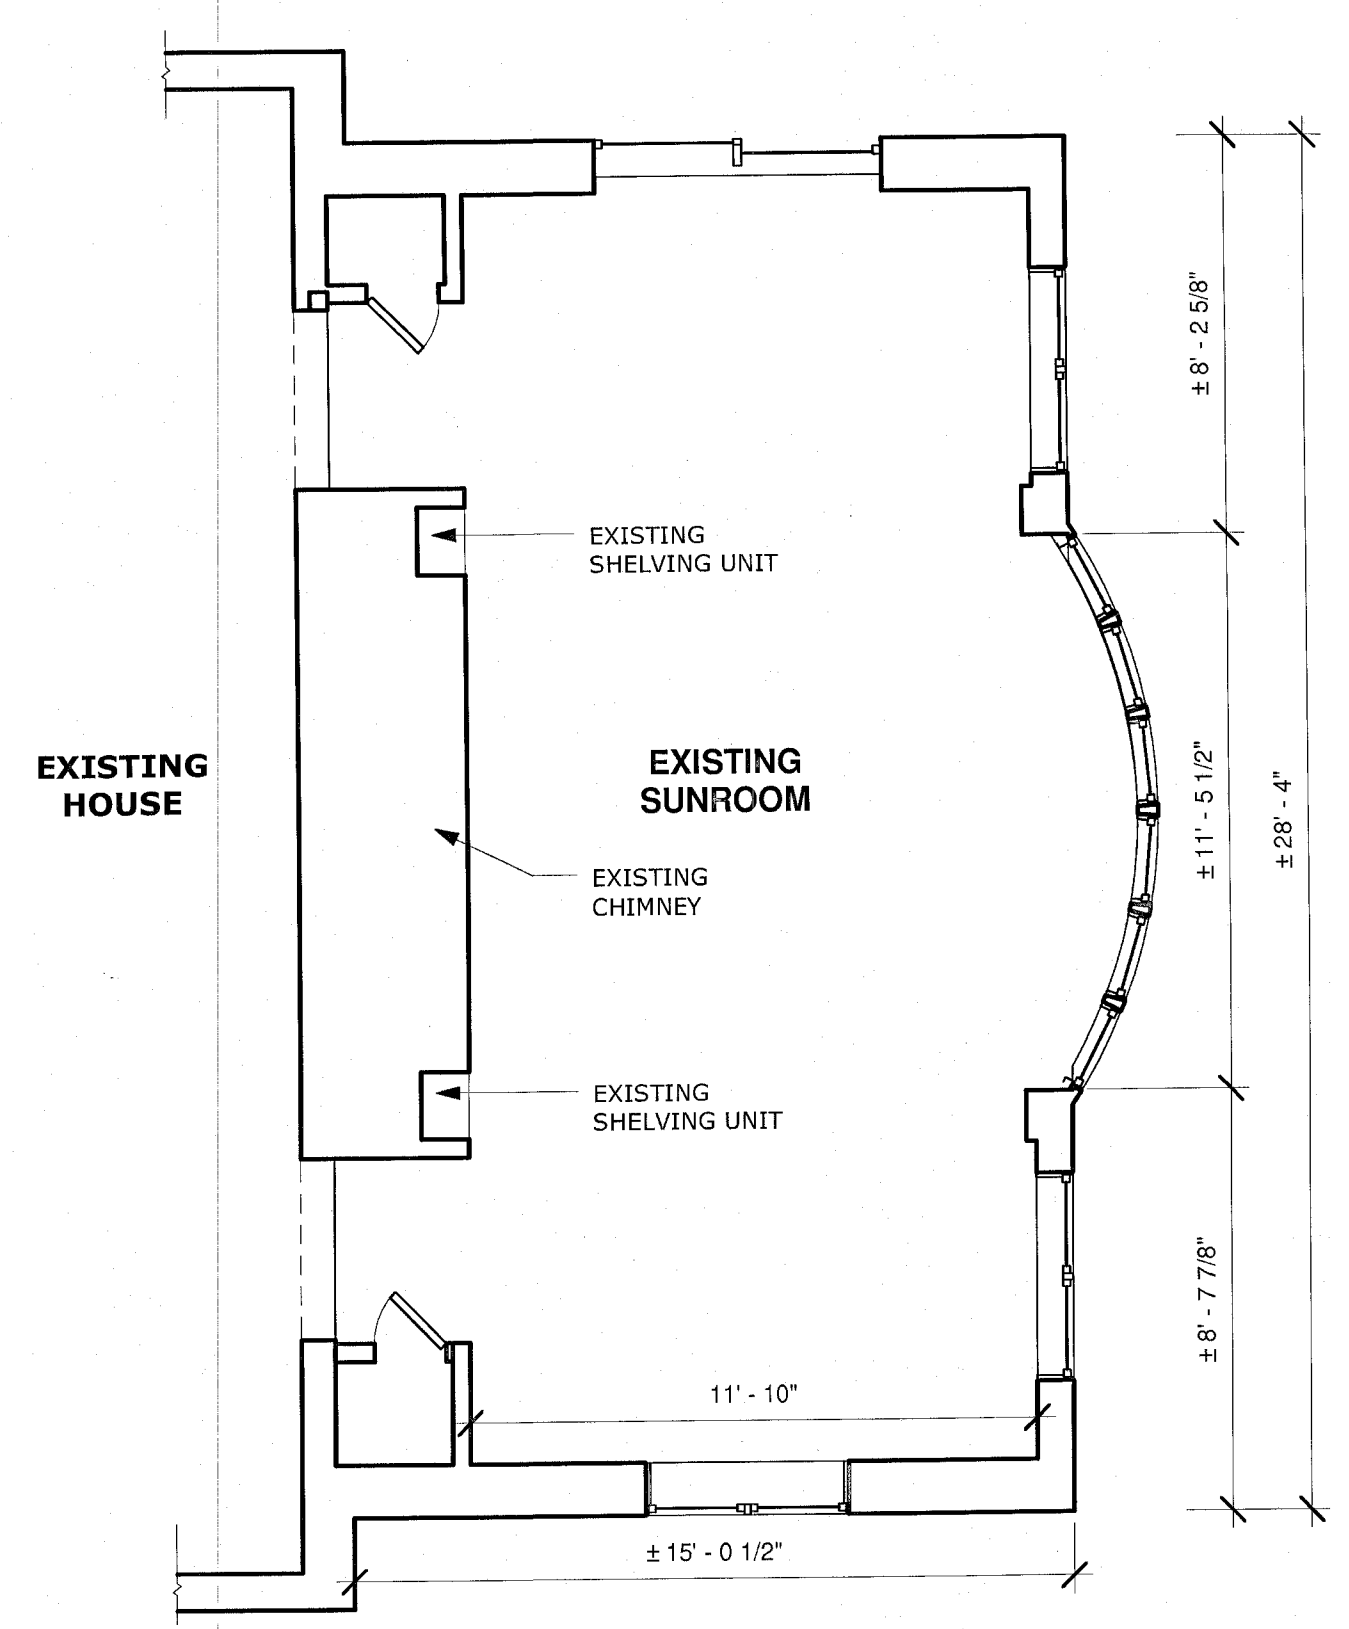 ± 8' - 2 5/8"
EXISTING
SHELVING UNIT
EXISTING
HOUSE
EXISTING
SUNROOM
± 11' - 5 1/2"
± 28' - 4"
EXISTING
CHIMNEY
EXISTING
SHELVING UNIT
± 8' - 7 7/8"
11' - 10"
± 15' - 0 1/2"